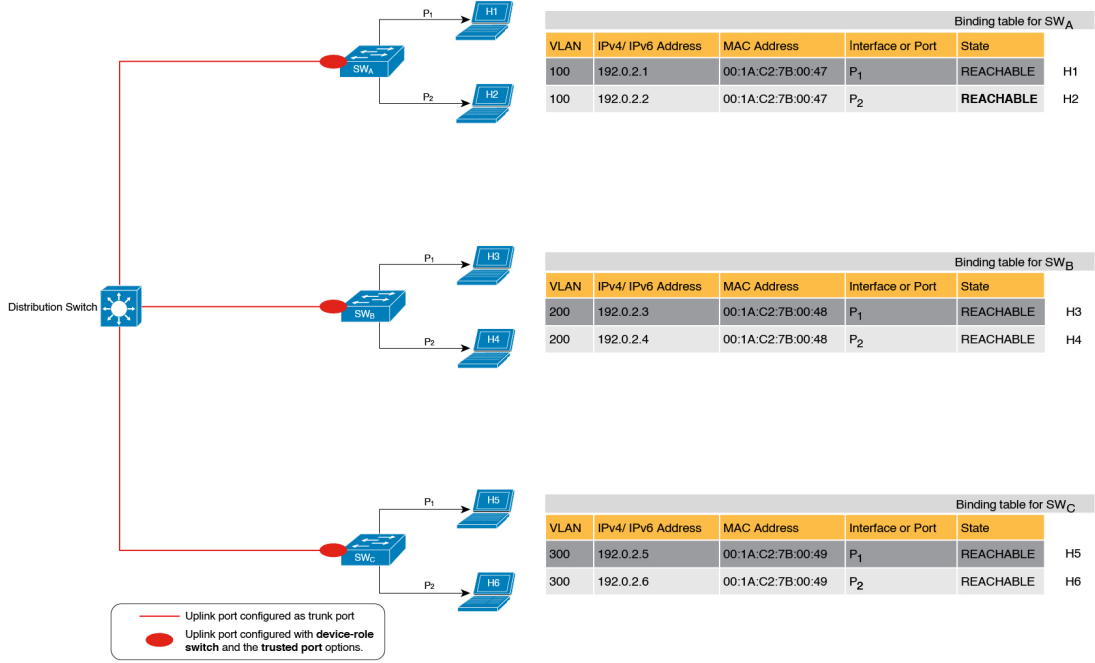 P1
H1
SWA
P2
H2
Binding table for SWA
VLAN IPv4/ IPv6 Address MAC Address Interface or Port State
100 192.0.2.1 00:1A:C2:7B:00:47 P1 REACHABLE H1
100 192.0.2.2 00:1A:C2:7B:00:47 P2 REACHABLE H2
Distribution Switch
P1
H3
SWB
P2
H4
Binding table for SWB
VLAN IPv4/ IPv6 Address MAC Address Interface or Port State
200 192.0.2.3 00:1A:C2:7B:00:48 P1 REACHABLE H3
200 192.0.2.4 00:1A:C2:7B:00:48 P2 REACHABLE H4
P1
H5
SWC
P2
H6
Binding table for SWC
VLAN IPv4/ IPv6 Address MAC Address Interface or Port State
300 192.0.2.5 00:1A:C2:7B:00:49 P1 REACHABLE H5
300 192.0.2.6 00:1A:C2:7B:00:49 P2 REACHABLE H6
Uplink port configured as trunk port
Uplink port configured with device-role
switch and the trusted port options.